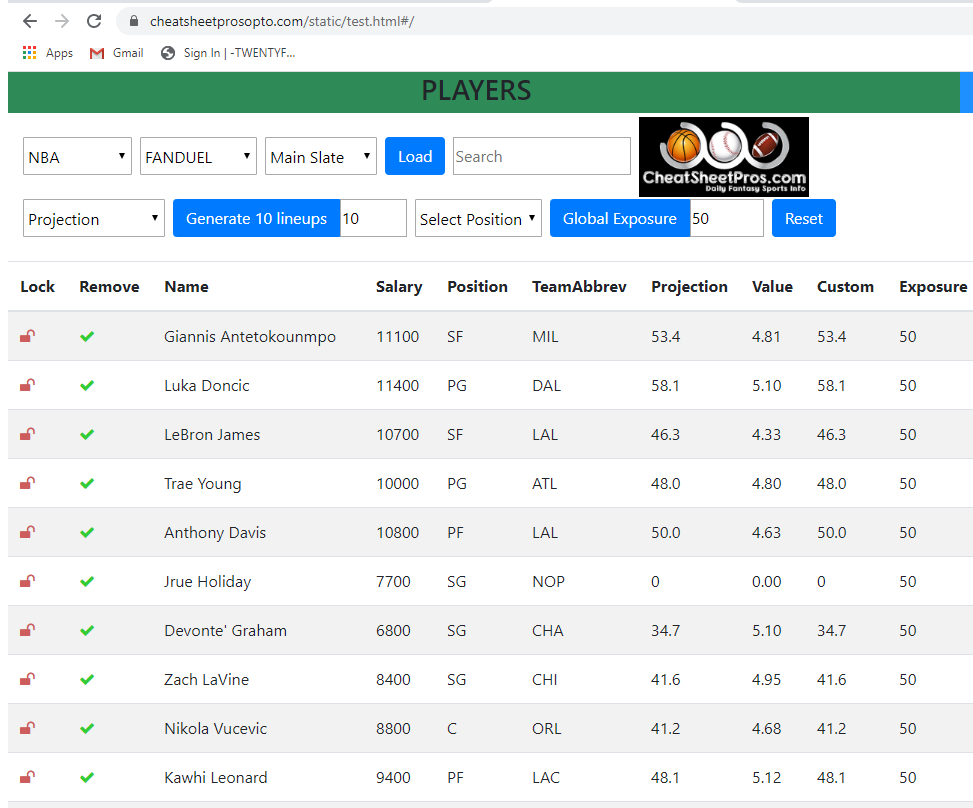 cheatsheetprosopto.com/static/test.html#/
Apps Gmail Sign In | -TWENTYF...
PLAYERS
NBA FANDUEL Main Slate Load Search
CheatSheetPros.com
Daily Fantasy Sports Info
Projection Generate 10 lineups 10 Select Position Global Exposure 50 Reset
Lock Remove Name Salary Position TeamAbbrev Projection Value Custom Exposure
Giannis Antetokounmpo 11100 SF MIL 53.4 4.81 53.4 50
Luka Doncic 11400 PG DAL 58.1 5.10 58.1 50
LeBron James 10700 SF LAL 46.3 4.33 46.3 50
Trae Young 10000 PG ATL 48.0 4.80 48.0 50
Anthony Davis 10800 PF LAL 50.0 4.63 50.0 50
Jrue Holiday 7700 SG NOP 0 0.00 0 50
Devonte' Graham 6800 SG CHA 34.7 5.10 34.7 50
Zach LaVine 8400 SG CHI 41.6 4.95 41.6 50
Nikola Vucevic 8800 C ORL 41.2 4.68 41.2 50
Kawhi Leonard 9400 PF LAC 48.1 5.12 48.1 50